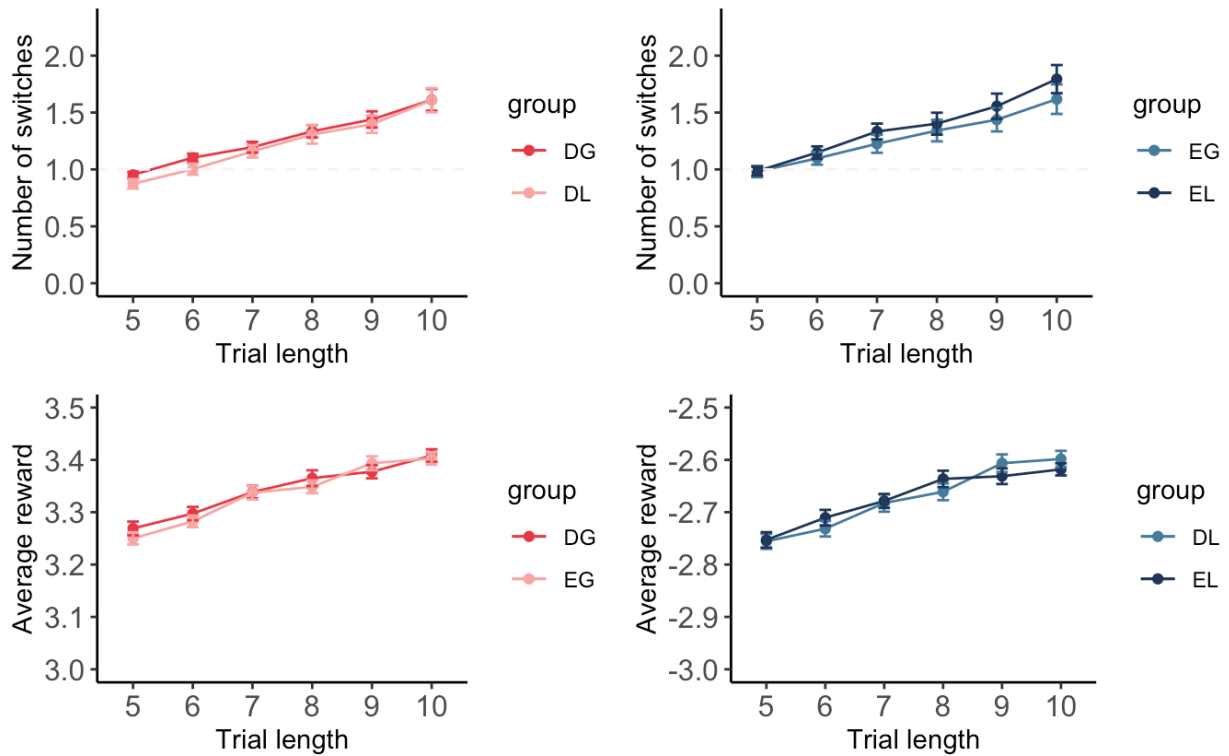 Number of switches
2.0
1.5
1.0
0.5
0.0
5 6 7 8 9 10
Trial length
group
DG
DL
Number of switches
2.0
1.5
1.0
0.5
0.0
5 6 7 8 9 10
Trial length
group
EG
EL
Average reward
3.5
3.4
3.3
3.2
3.1
3.0
5 6 7 8 9 10
Trial length
group
DG
EG
Average reward
-2.5
-2.6
-2.7
-2.8
-2.9
-3.0
5 6 7 8 9 10
Trial length
group
DL
EL